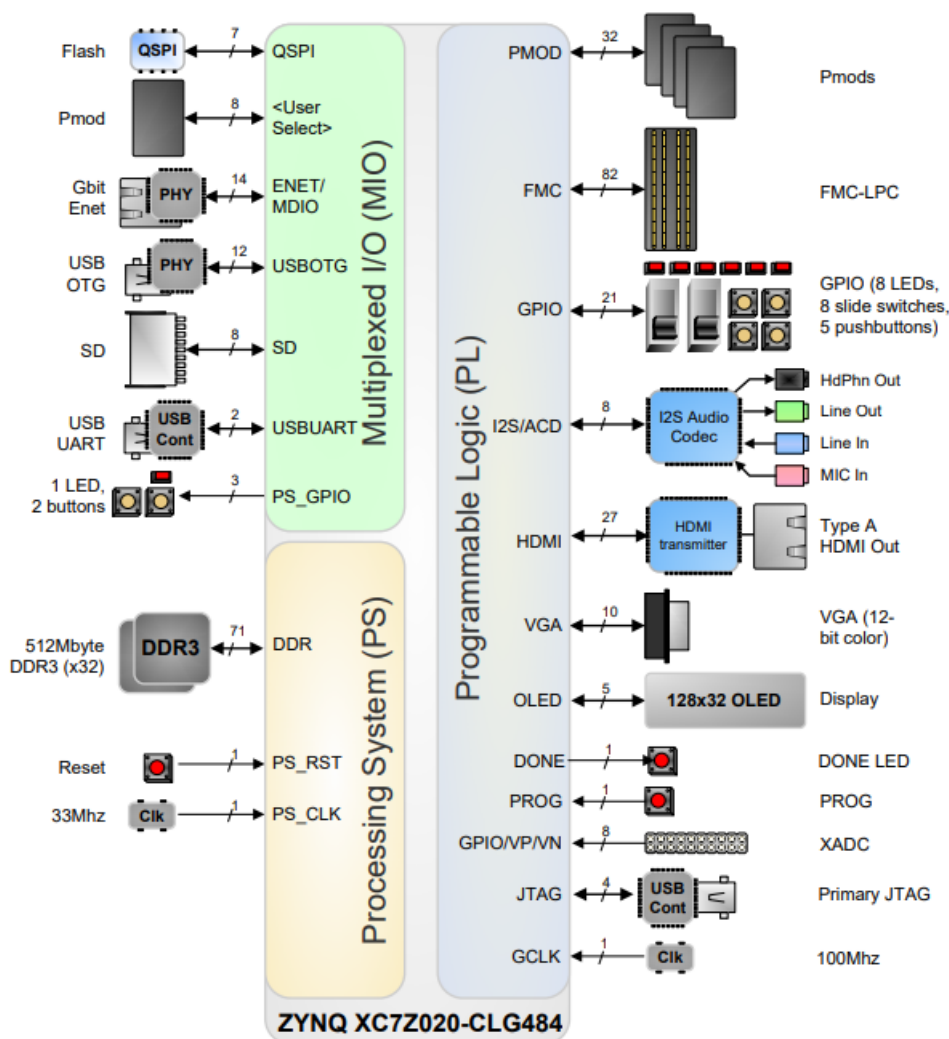 Flash
QSPI
7
QSPI
Pmod
8
<User
Select>
Gbit
Enet
PHY
14
ENET/
MDIO
USB
OTG
PHY
12
USBOTG
SD
8
SD
USB
UART
USB
Cont
2
USBUART
1 LED,
2 buttons
3
PS_GPIO
Multiplexed I/O (MIO)
512Mbyte
DDR3 (x32)
DDR3
71
DDR
Reset
1
PS_RST
33Mhz
Clk
1
PS_CLK
Processing System (PS)
Programmable Logic (PL)
PMOD
32
Pmods
FMC
82
FMC-LPC
GPIO
21
GPIO (8 LEDs,
8 slide switches,
5 pushbuttons)
I2S/ACD
8
I2S Audio
Codec
HdPhn Out
Line Out
Line In
MIC In
HDMI
27
HDMI
transmitter
Type A
HDMI Out
VGA
10
VGA (12-
bit color)
OLED
5
128x32 OLED
Display
DONE
1
DONE LED
PROG
1
PROG
GPIO/VP/VN
8
XADC
JTAG
4
USB
Cont
Primary JTAG
GCLK
1
Clk
100Mhz
ZYNQ XC7Z020-CLG484